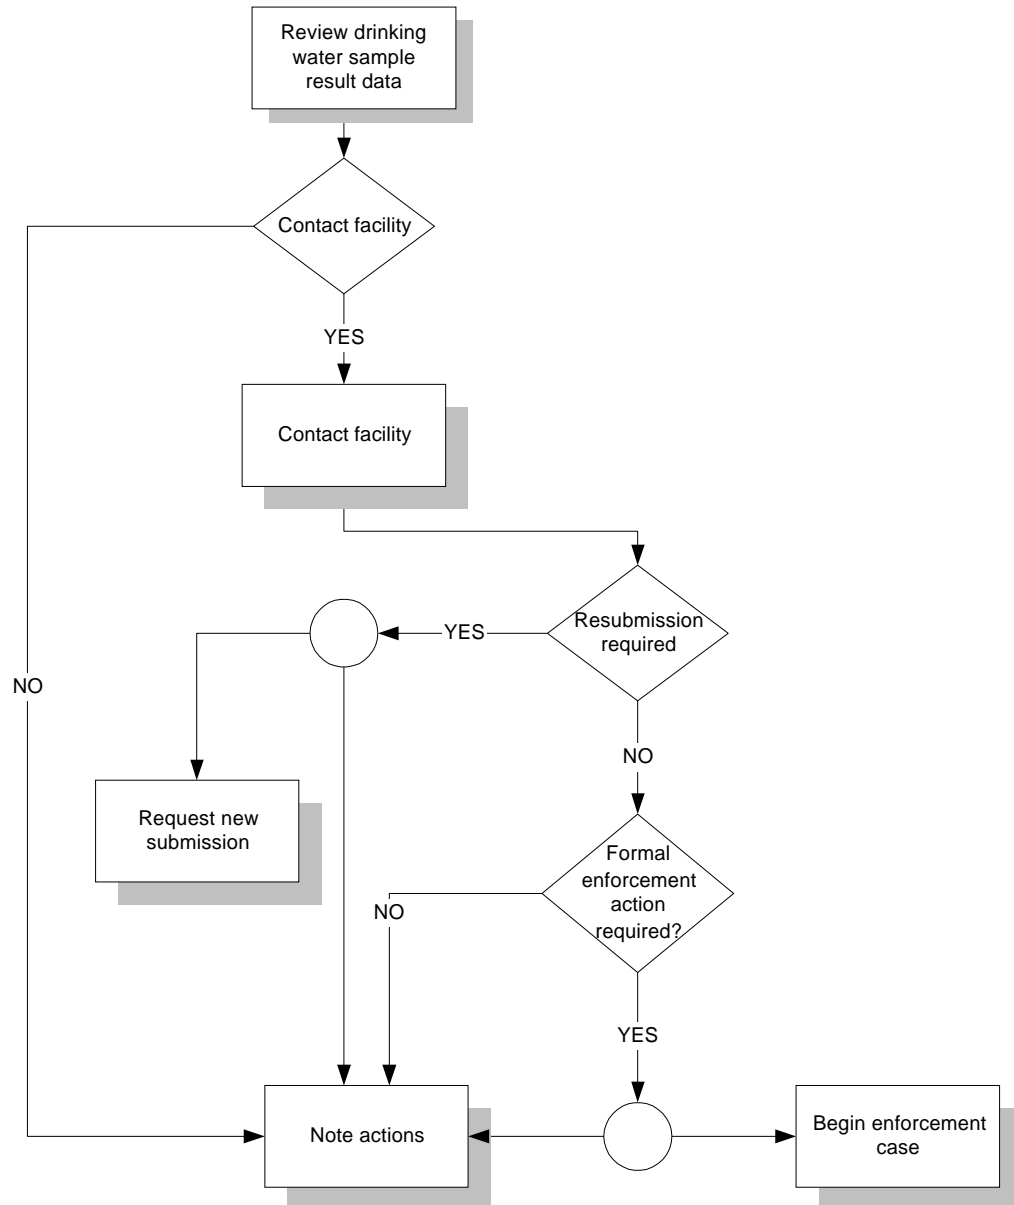 Review drinking
water sample
result data
Contact facility
YES
Contact facility
Resubmission
required
YES
NO
NO
Request new
submission
Formal
enforcement
action
required?
NO
YES
Note actions
Begin enforcement
case